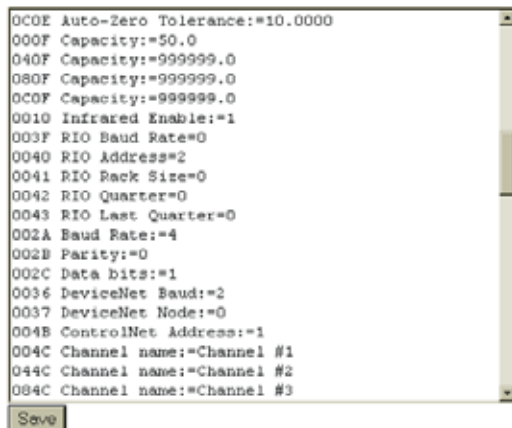 0C0E Auto-Zero Tolerance:=10.0000
000F Capacity:=50.0
040F Capacity:=999999.0
080F Capacity:=999999.0
0C0F Capacity:=999999.0
0010 Infrared Enable:=1
003F RIO Baud Rate=0
0040 RIO Address=2
0041 RIO Rack Size=0
0042 RIO Quarter=0
0043 RIO Last Quarter=0
002A Baud Rate:=4
002B Parity:=0
002C Data bits:=1
0036 DeviceNet Baud:=2
0037 DeviceNet Node:=0
004B ControlNet Address:=1
004C Channel name:=Channel #1
044C Channel name:=Channel #2
084C Channel name:=Channel #3
Save